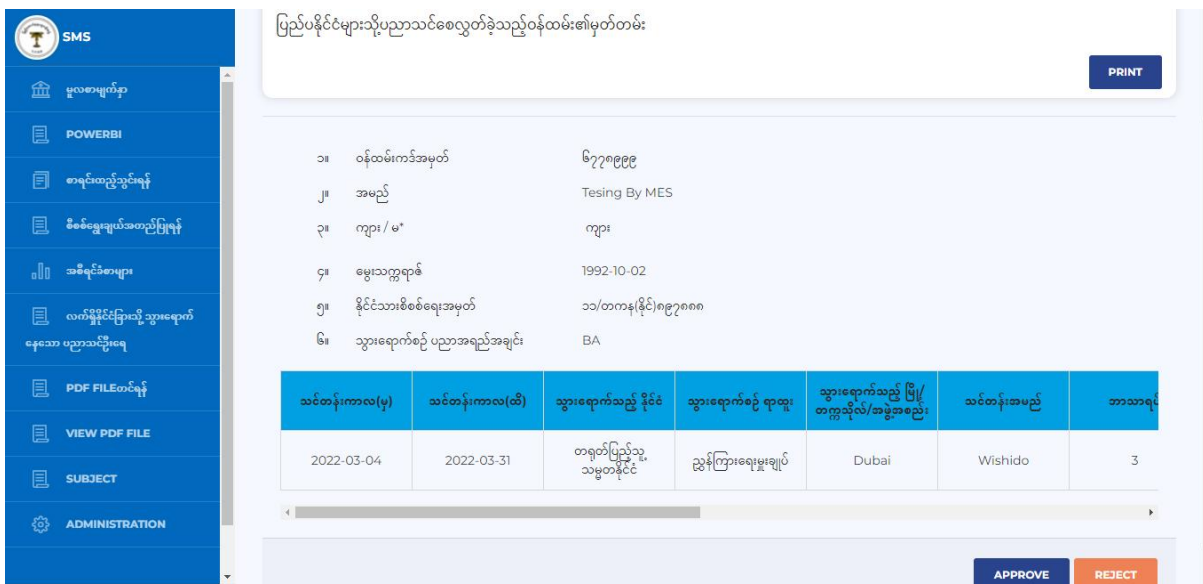 SMS
ပြည်ပနိုင်ငံများသို့ပညာသင်စေလွှတ်ခဲ့သည့်ဝန်ထမ်း၏မှတ်တမ်း
PRINT
မူလစာမျက်နှာ
POWERBI
စာရင်းထည့်သွင်းရန်
စိစစ်ရွေးချယ်အတည်ပြုရန်
အစီရင်ခံစာများ
လက်ရှိနိုင်ငံခြားသို့ သွားရောက်
နေသော ပညာသင်ဦးရေ
PDF FILEတင်ရန်
VIEW PDF FILE
SUBJECT
ADMINISTRATION
၁။ ဝန်ထမ်းကဒ်အမှတ် ၆၇၇၈၉၉၉
၂။ အမည် Tesing By MES
၃။ ကျား / မ* ကျား
၄။ မွေးသက္ကရာဇ် 1992-10-02
၅။ နိုင်ငံသားစိစစ်ရေးအမှတ် ၁၁/တကန(နိုင်)၈၉၇၈၈၈
၆။ သွားရောက်စဉ် ပညာအရည်အချင်း BA
သင်တန်းကာလ(မှ) သင်တန်းကာလ(ထိ) သွားရောက်သည့် နိုင်ငံ သွားရောက်စဉ် ရာထူး သွားရောက်သည့် မြို့/
တက္ကသိုလ်/အဖွဲ့အစည်း သင်တန်းအမည် ဘာသာရပ်
2022-03-04 2022-03-31 တရုတ်ပြည်သူ့
သမ္မတနိုင်ငံ ညွှန်ကြားရေးမှူးချုပ် Dubai Wishido 3
APPROVE REJECT